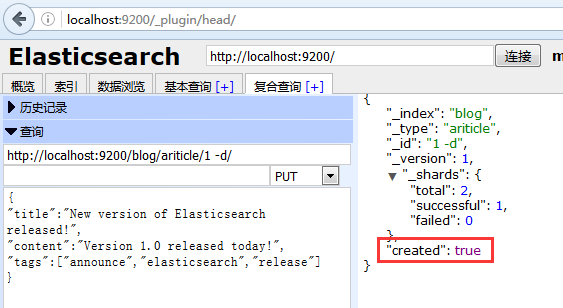 localhost:9200/_plugin/head/
Elasticsearch
http://localhost:9200/
连接
概览 索引 数据浏览 基本查询 [+] 复合查询 [+]
历史记录
查询
http://localhost:9200/blog/ariticle/1 -d/
PUT
{
"title":"New version of Elasticsearch
released!",
"content":"Version 1.0 released today!",
"tags":["announce","elasticsearch","release"]
}
{
"_index": "blog",
"_type": "ariticle",
"_id": "1 -d",
"_version": 1,
"_shards": {
"total": 2,
"successful": 1,
"failed": 0
},
"created": true
}